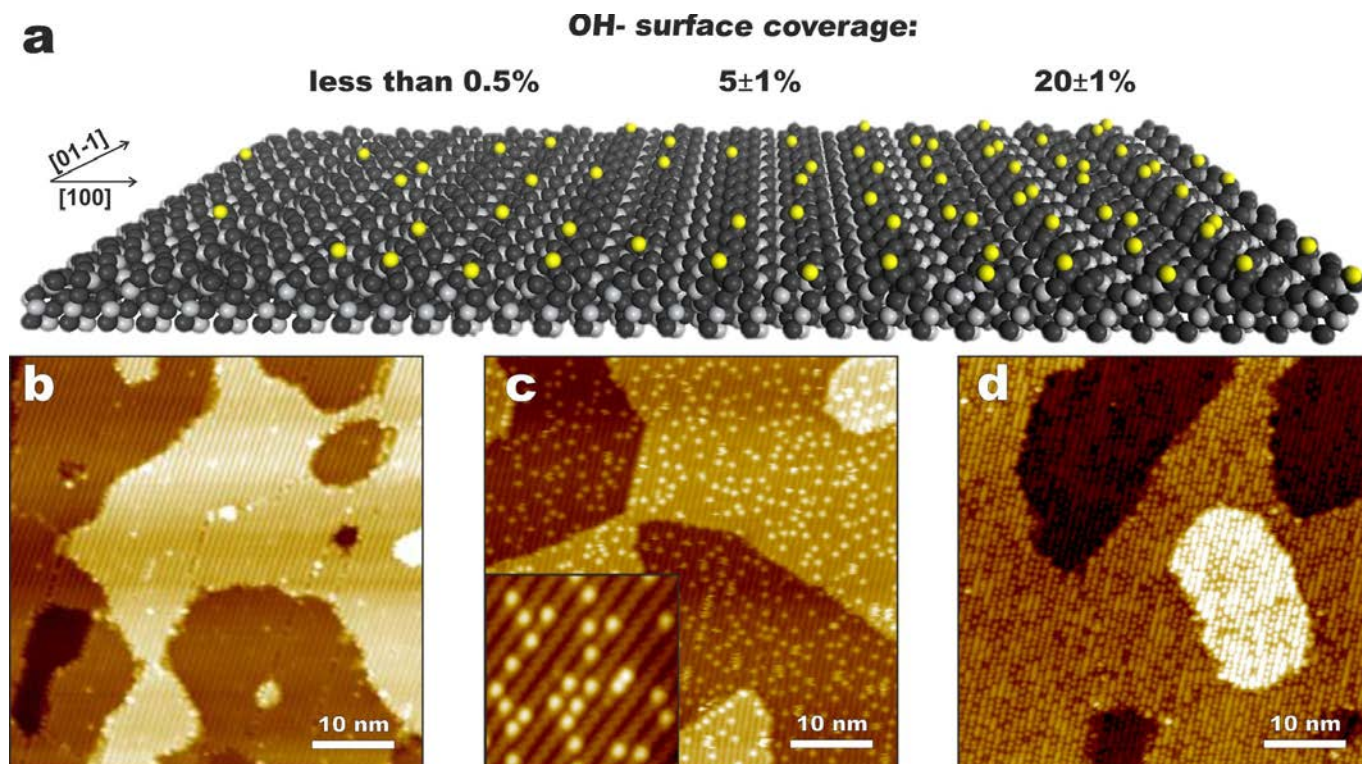 a
OH- surface coverage:
less than 0.5% 5±1% 20±1%
[01-1]
[100]
b c d
10 nm 10 nm 10 nm